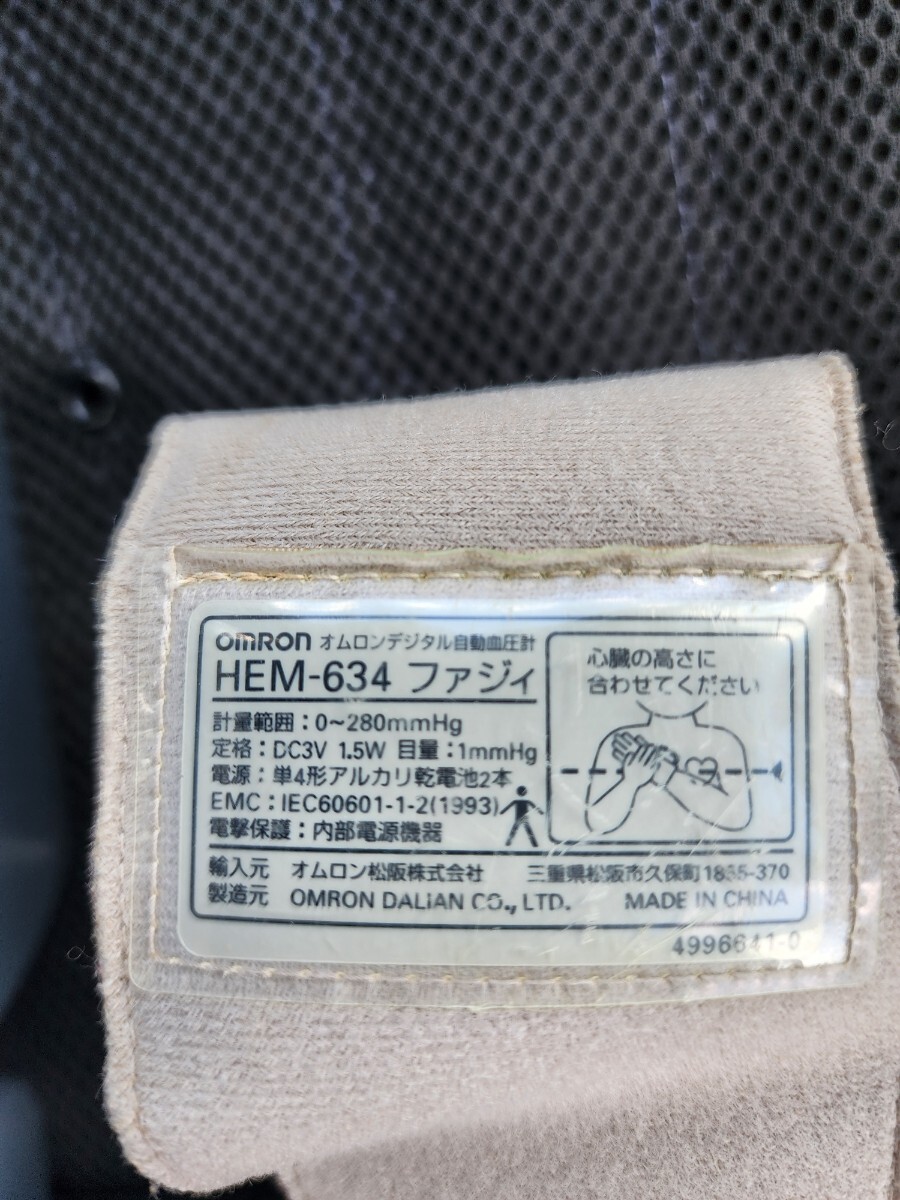 OMRON オムロンデジタル自動血圧計
HEM-634 ファジィ
計量範囲：0～280mmHg
定格：DC3V 1.5W 目量：1mmHg
電源：単4形アルカリ乾電池2本
EMC：IEC60601-1-2(1993)
電撃保護：内部電源機器
心臓の高さに
合わせてください
輸入元 オムロン松阪株式会社 三重県松阪市久保町1855-370
製造元 OMRON DALIAN CO., LTD. MADE IN CHINA
4996641-0